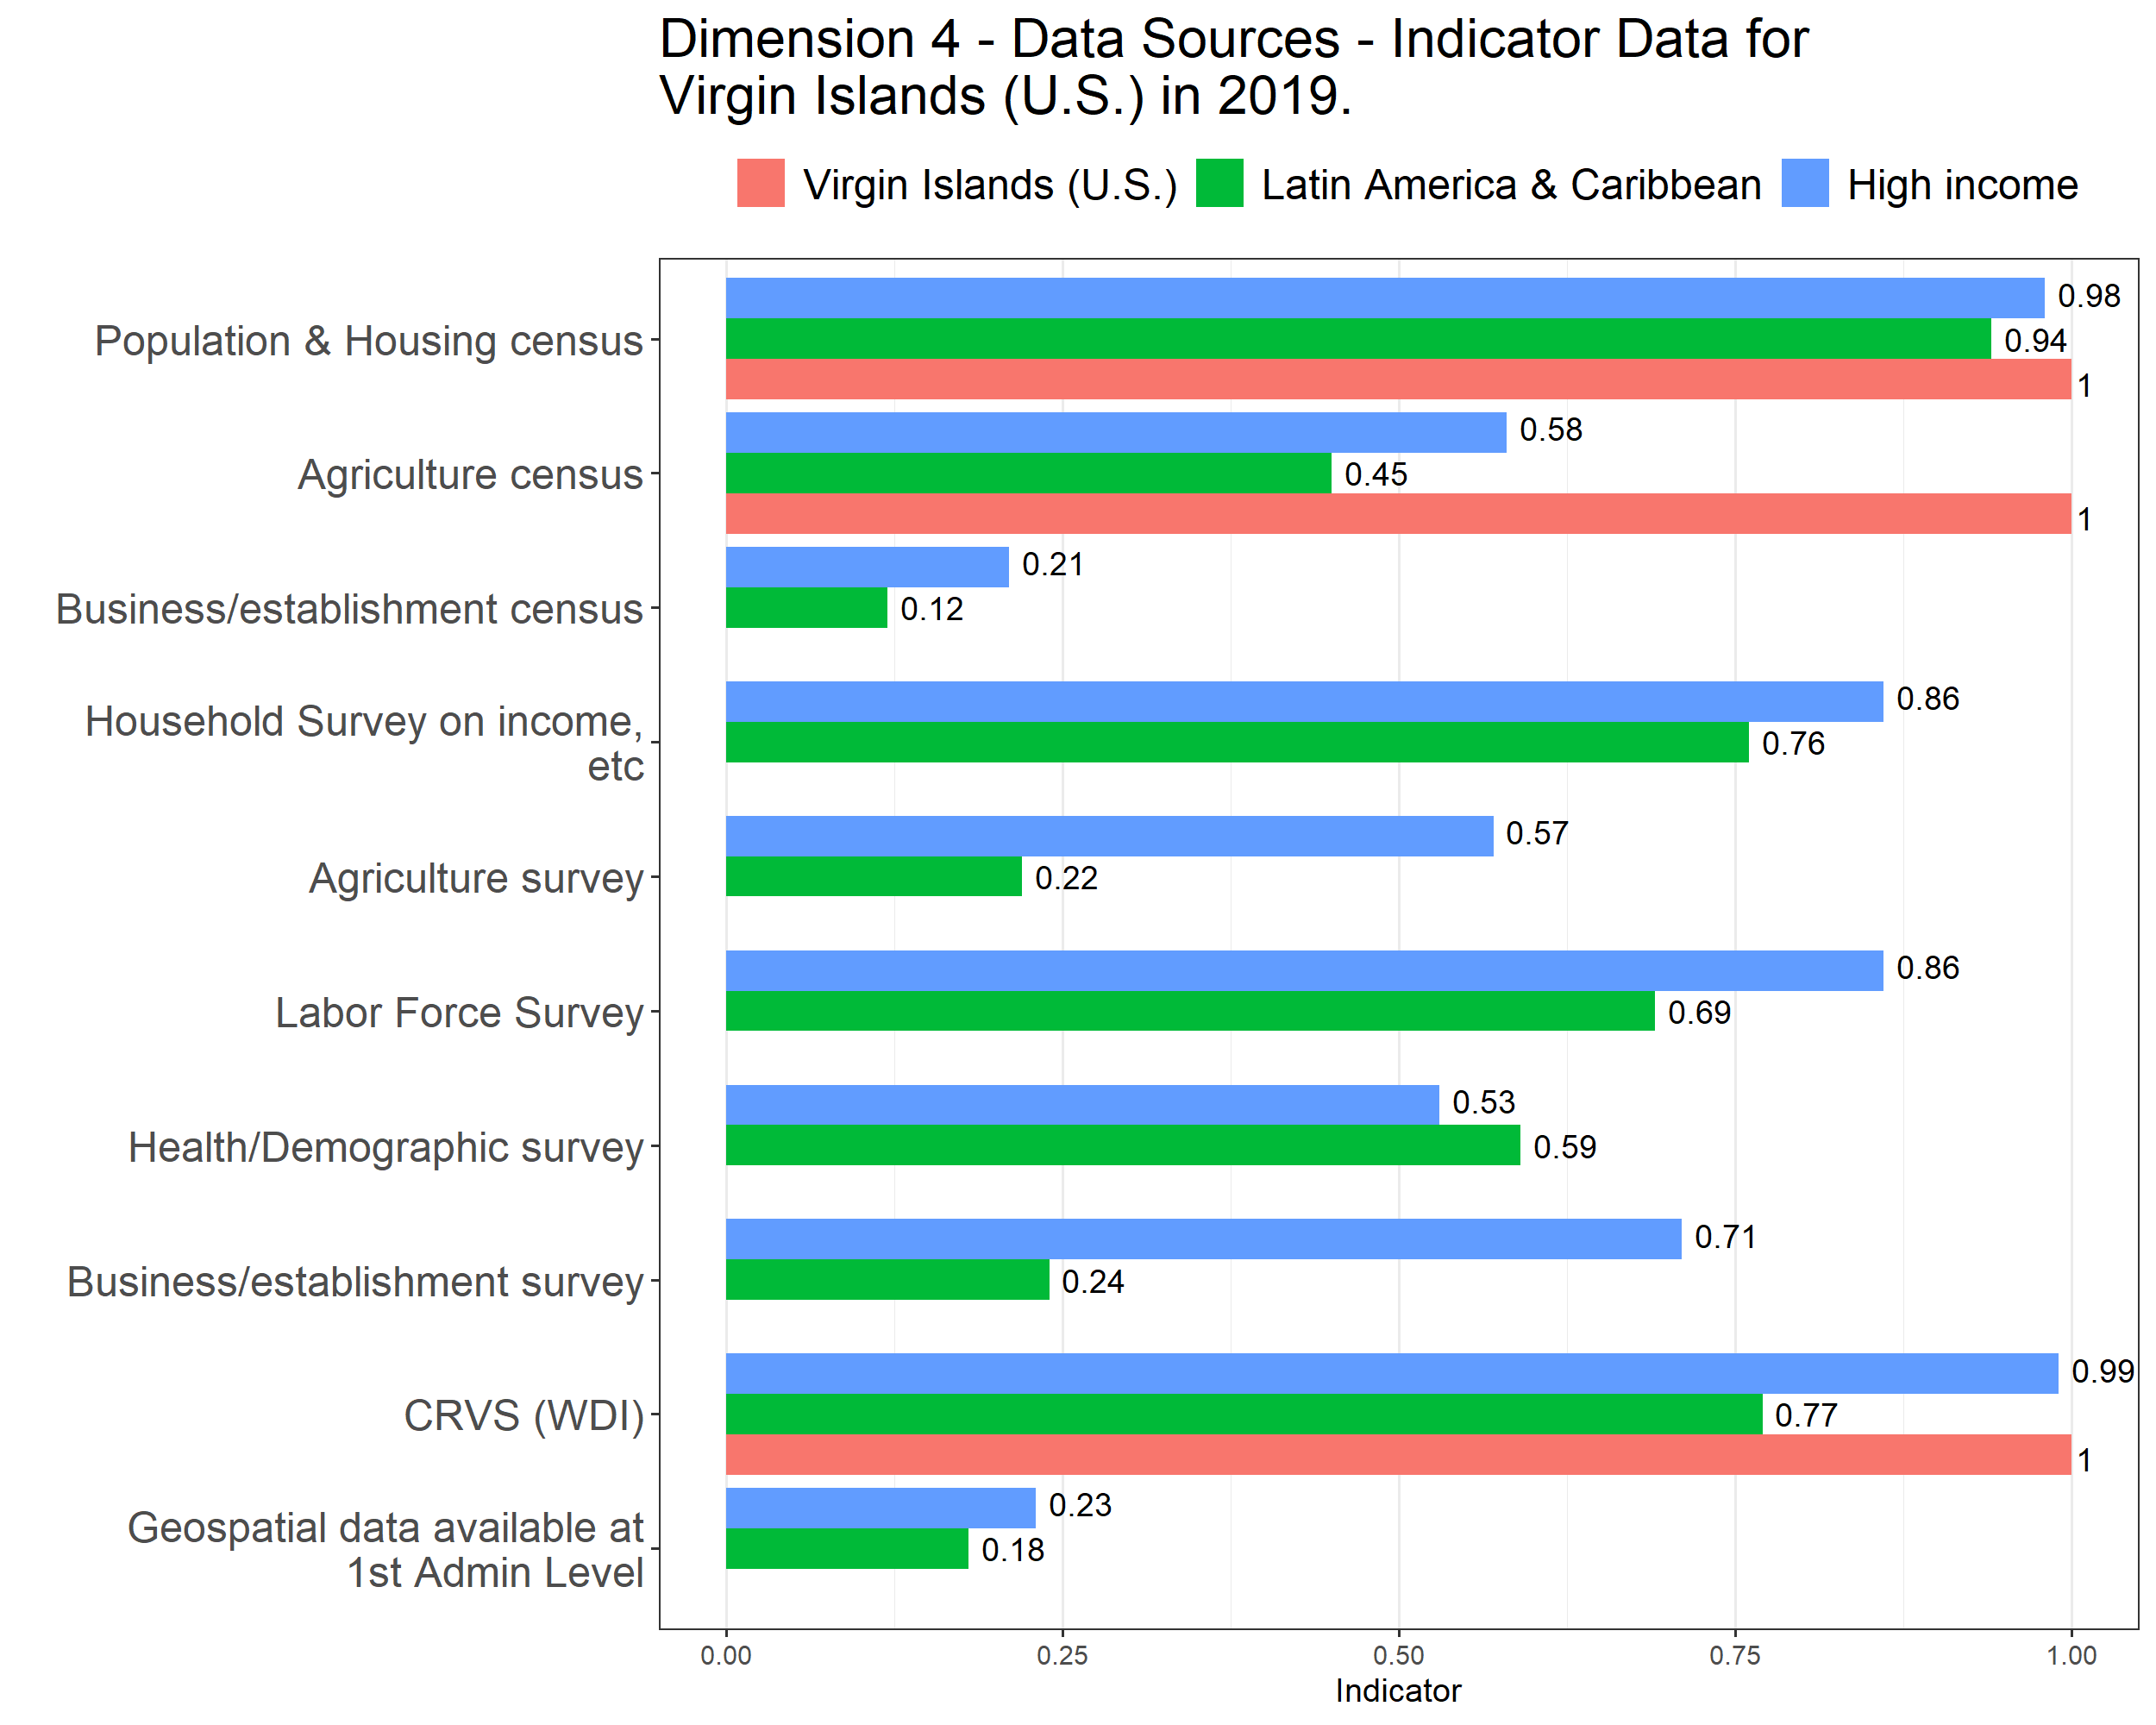 Dimension 4 - Data Sources - Indicator Data for
Virgin Islands (U.S.) in 2019.
Virgin Islands (U.S.)
Latin America & Caribbean
High income
Population & Housing census
0.98
0.94
1
Agriculture census
0.58
0.45
1
Business/establishment census
0.21
0.12
Household Survey on income,
etc
0.86
0.76
Agriculture survey
0.57
0.22
Labor Force Survey
0.86
0.69
Health/Demographic survey
0.53
0.59
Business/establishment survey
0.71
0.24
CRVS (WDI)
0.99
0.77
1
Geospatial data available at
1st Admin Level
0.23
0.18
0.00
0.25
0.50
0.75
1.00
Indicator